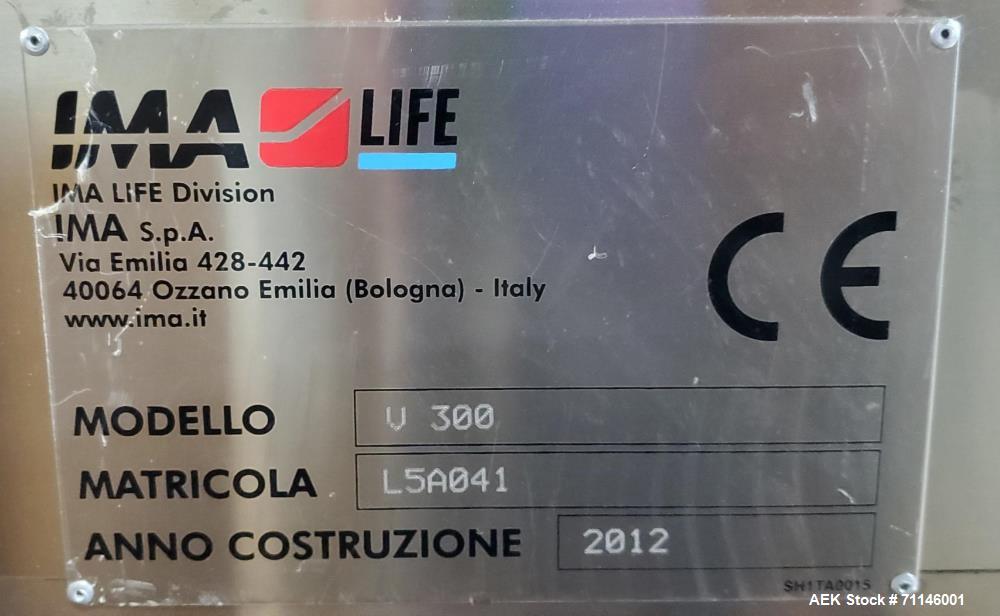 IMA LIFE
IMA LIFE Division
IMA S.p.A.
Via Emilia 428-442
40064 Ozzano Emilia (Bologna) - Italy
www.ima.it
CE
MODELLO V 300
MATRICOLA L5A041
ANNO COSTRUZIONE 2012
SH1TA0015
AEK Stock # 71146001